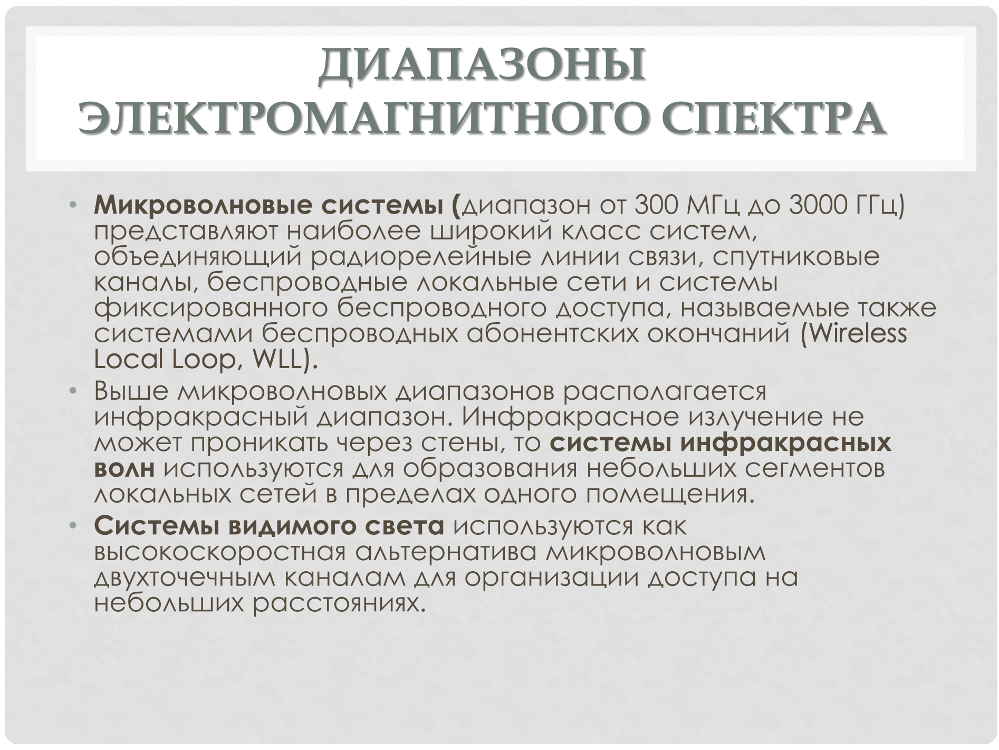 ДИАПАЗОНЫ
ЭЛЕКТРОМАГНИТНОГО СПЕКТРА
• Микроволновые системы (диапазон от 300 МГц до 3000 ГГц)
представляют наиболее широкий класс систем,
объединяющий радиорелейные линии связи, спутниковые
каналы, беспроводные локальные сети и системы
фиксированного беспроводного доступа, называемые также
системами беспроводных абонентских окончаний (Wireless
Local Loop, WLL).
• Выше микроволновых диапазонов располагается
инфракрасный диапазон. Инфракрасное излучение не
может проникать через стены, то системы инфракрасных
волн используются для образования небольших сегментов
локальных сетей в пределах одного помещения.
• Системы видимого света используются как
высокоскоростная альтернатива микроволновым
двухточечным каналам для организации доступа на
небольших расстояниях.